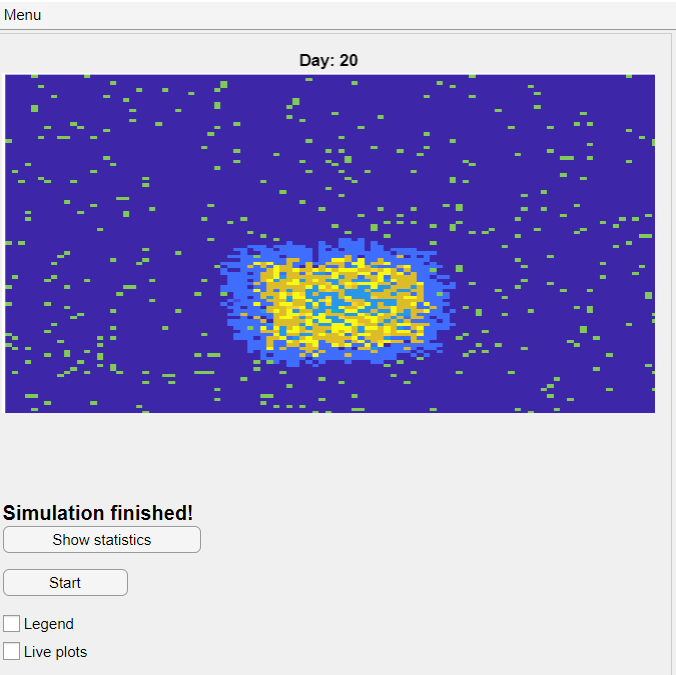 Menu
Day: 20
Simulation finished!
Show statistics
Start
Legend
Live plots